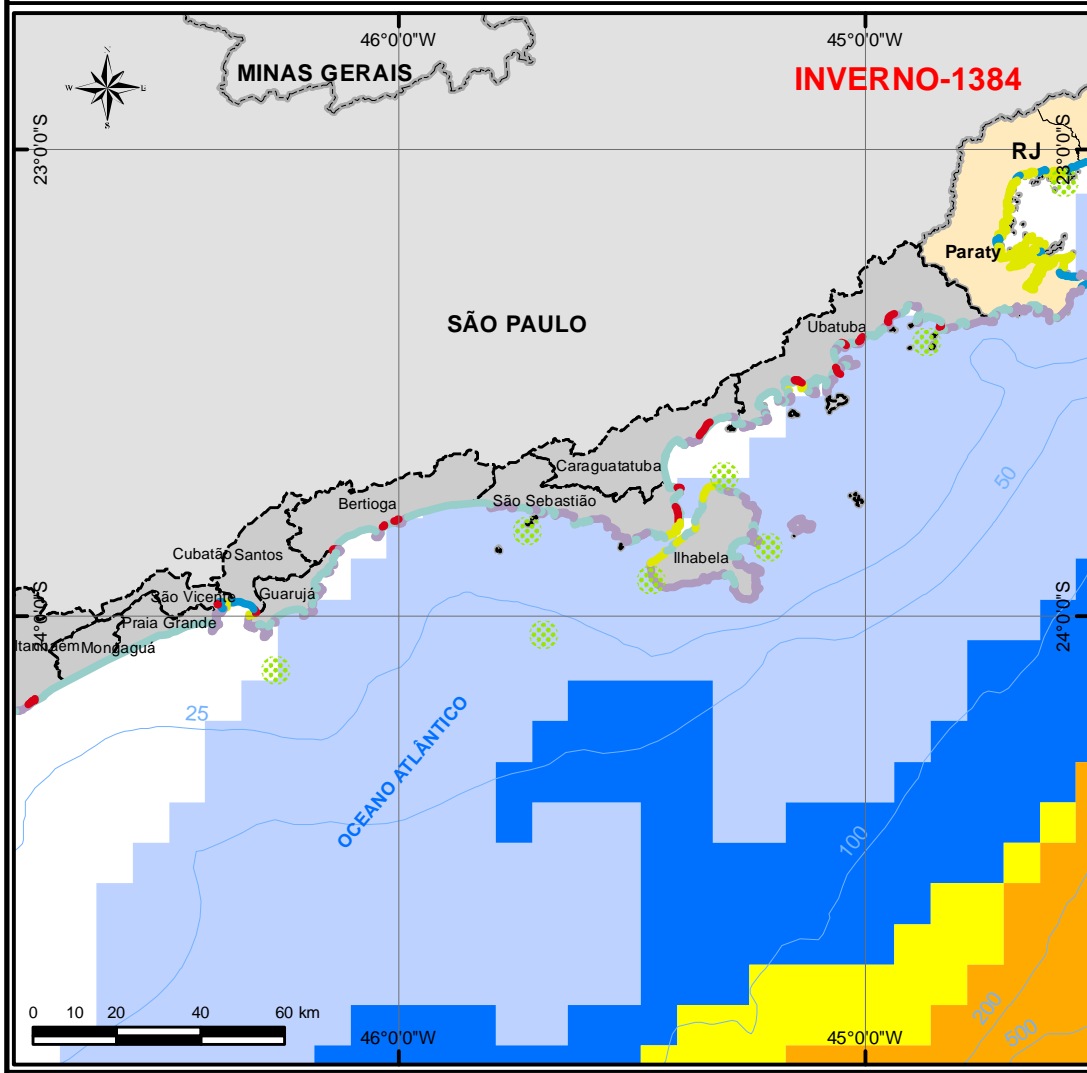 46°0'0"W
45°0'0"W
N
W
E
S
MINAS GERAIS
INVERNO-1384
23°0'0"S
23°0'0"S
RJ
Paraty
SÃO PAULO
Ubatuba
Caraguatatuba
São Sebastião
Bertioga
50
Ilhabela
Cubatão
Santos
São Vicente
Guarujá
24°0'0"S
24°0'0"S
Praia Grande
Itanhaém
Mongaguá
25
OCEANO ATLÂNTICO
100
200
500
0 10 20 40 60 km
46°0'0"W
45°0'0"W